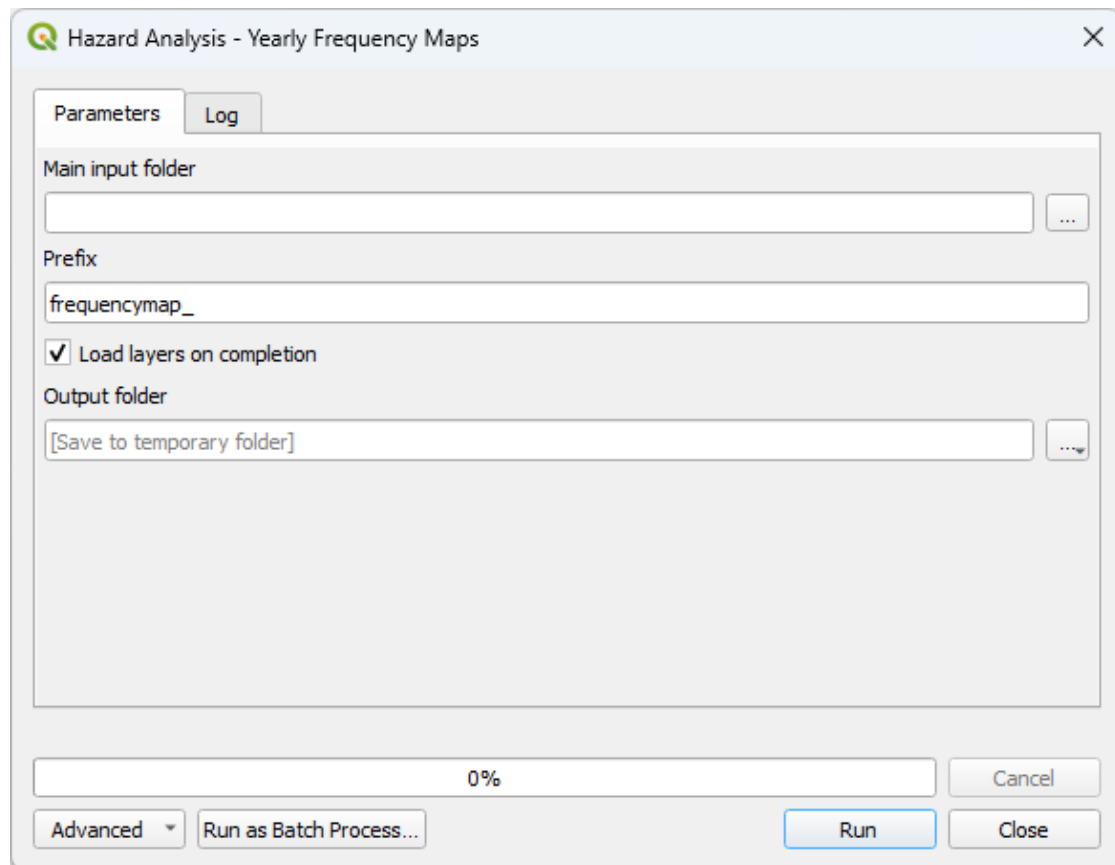 Hazard Analysis - Yearly Frequency Maps
Parameters Log
Main input folder
...
Prefix
frequencymap_
Load layers on completion
Output folder
[Save to temporary folder]
...
0% Cancel
Advanced Run as Batch Process... Run Close